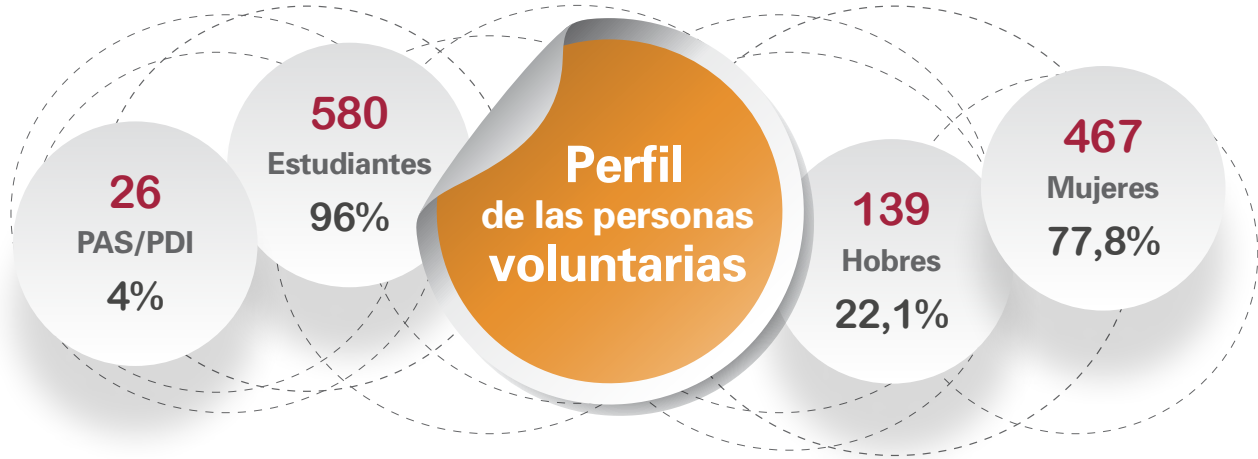 26
PAS/PDI
4%
580
Estudiantes
96%
Perfil
de las personas
voluntarias
139
Hobres
22,1%
467
Mujeres
77,8%